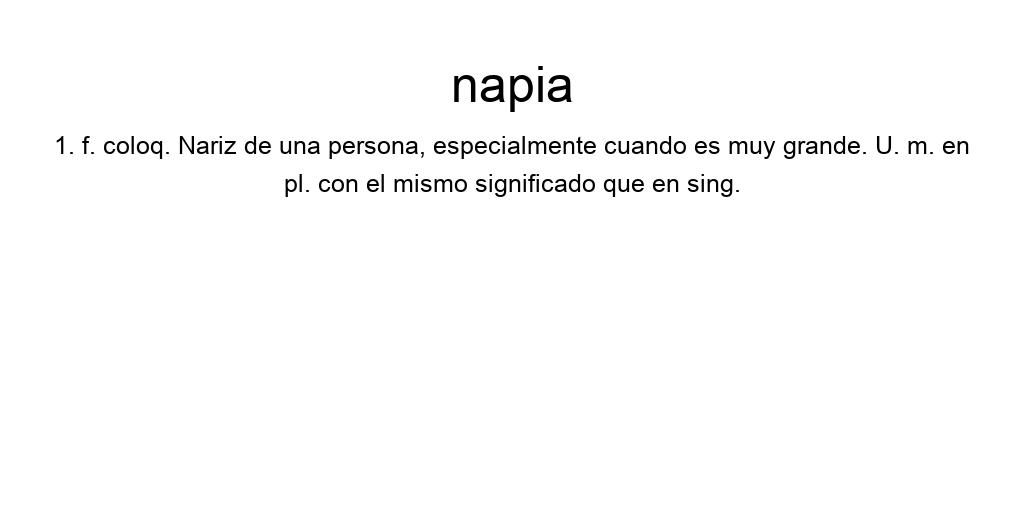 napia
1. f. coloq. Nariz de una persona, especialmente cuando es muy grande. U. m. en
pl. con el mismo significado que en sing.